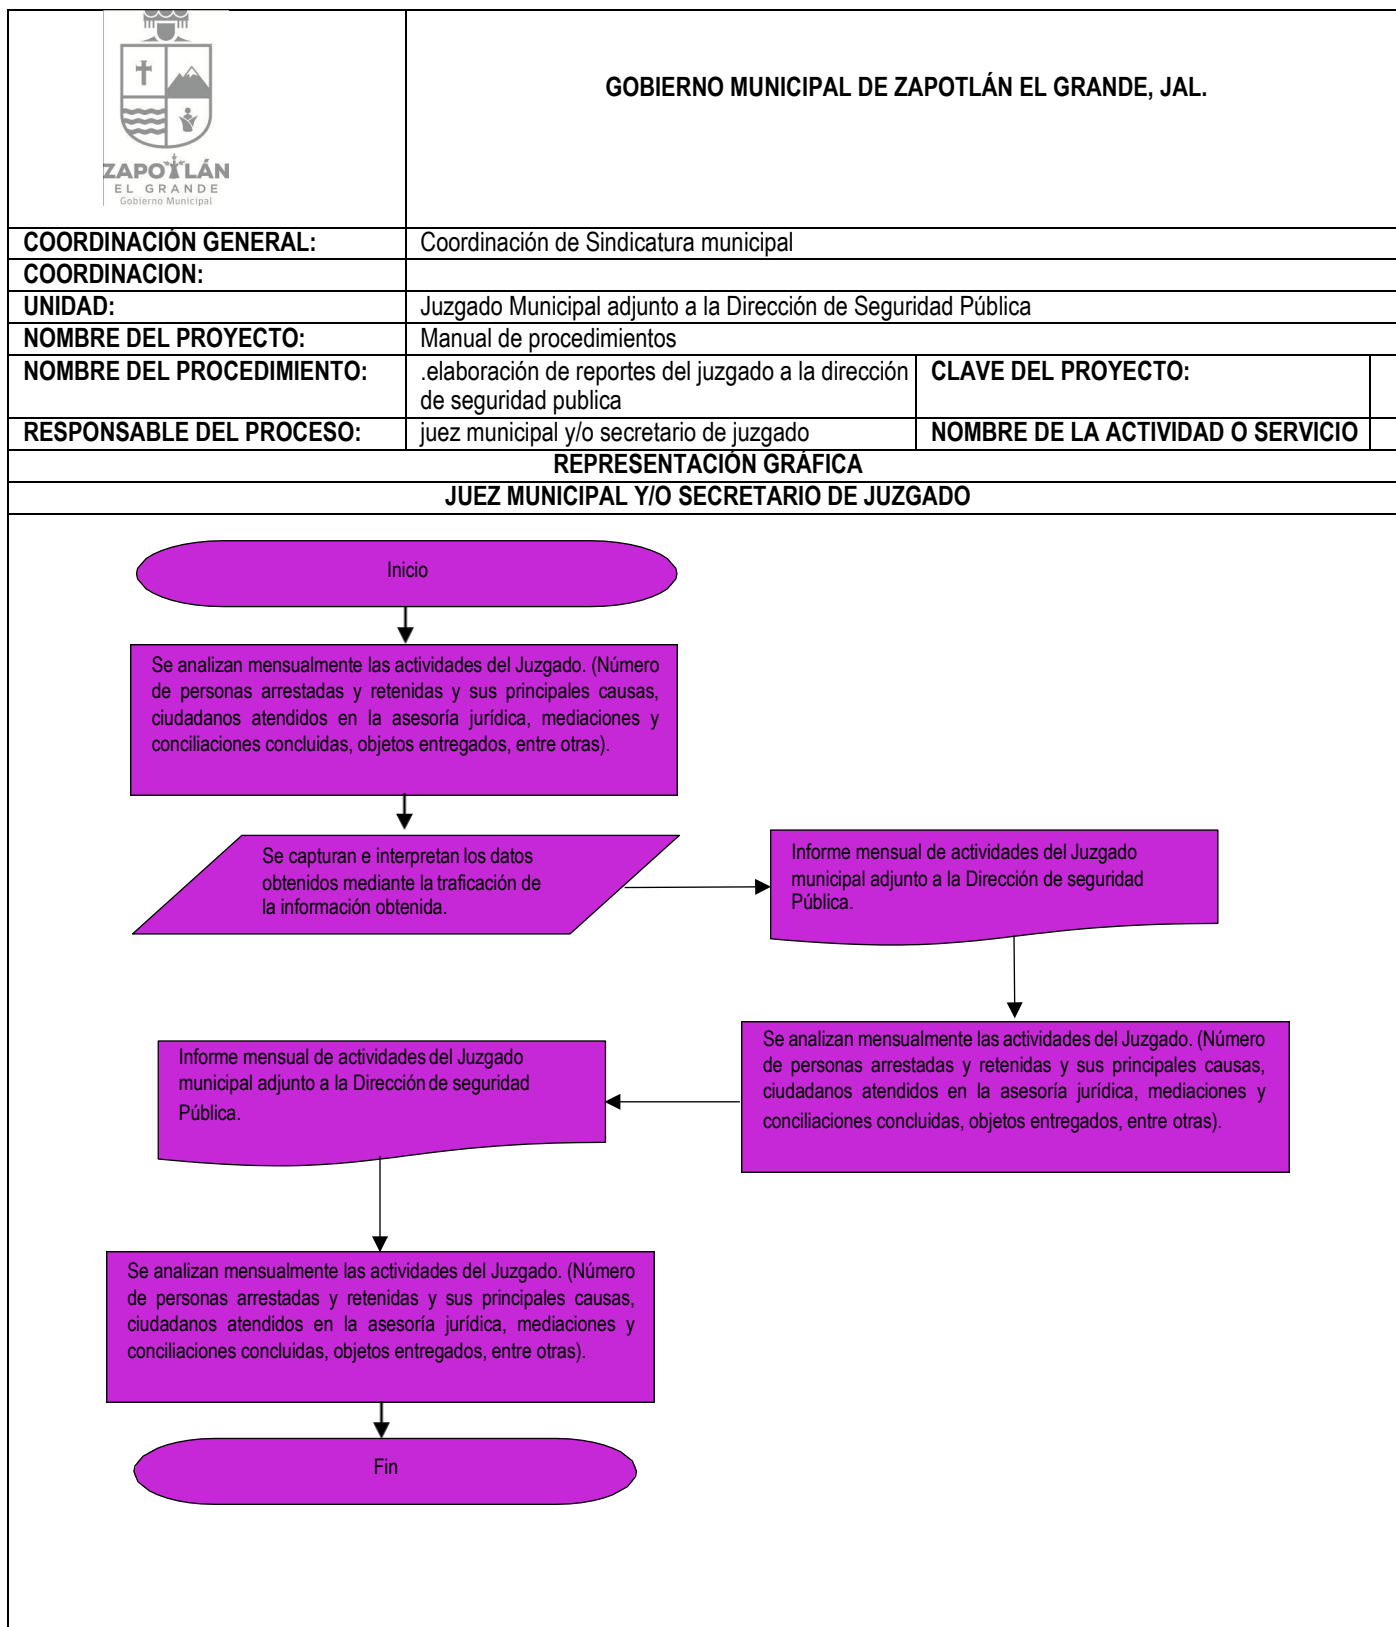 ZAPOTLÁN
EL GRANDE
Gobierno Municipal
GOBIERNO MUNICIPAL DE ZAPOTLÁN EL GRANDE, JAL.
COORDINACIÓN GENERAL: Coordinación de Sindicatura municipal
COORDINACION:
UNIDAD: Juzgado Municipal adjunto a la Dirección de Seguridad Pública
NOMBRE DEL PROYECTO: Manual de procedimientos
NOMBRE DEL PROCEDIMIENTO: .elaboración de reportes del juzgado a la dirección
de seguridad publica
CLAVE DEL PROYECTO:
RESPONSABLE DEL PROCESO: juez municipal y/o secretario de juzgado NOMBRE DE LA ACTIVIDAD O SERVICIO
REPRESENTACIÓN GRÁFICA
JUEZ MUNICIPAL Y/O SECRETARIO DE JUZGADO
Inicio
Se analizan mensualmente las actividades del Juzgado. (Número
de personas arrestadas y retenidas y sus principales causas,
ciudadanos atendidos en la asesoría jurídica, mediaciones y
conciliaciones concluidas, objetos entregados, entre otras).
Se capturan e interpretan los datos
obtenidos mediante la traficación de
la información obtenida.
Informe mensual de actividades del Juzgado
municipal adjunto a la Dirección de seguridad
Pública.
Se analizan mensualmente las actividades del Juzgado. (Número
de personas arrestadas y retenidas y sus principales causas,
ciudadanos atendidos en la asesoría jurídica, mediaciones y
conciliaciones concluidas, objetos entregados, entre otras).
Informe mensual de actividades del Juzgado
municipal adjunto a la Dirección de seguridad
Pública.
Se analizan mensualmente las actividades del Juzgado. (Número
de personas arrestadas y retenidas y sus principales causas,
ciudadanos atendidos en la asesoría jurídica, mediaciones y
conciliaciones concluidas, objetos entregados, entre otras).
Fin